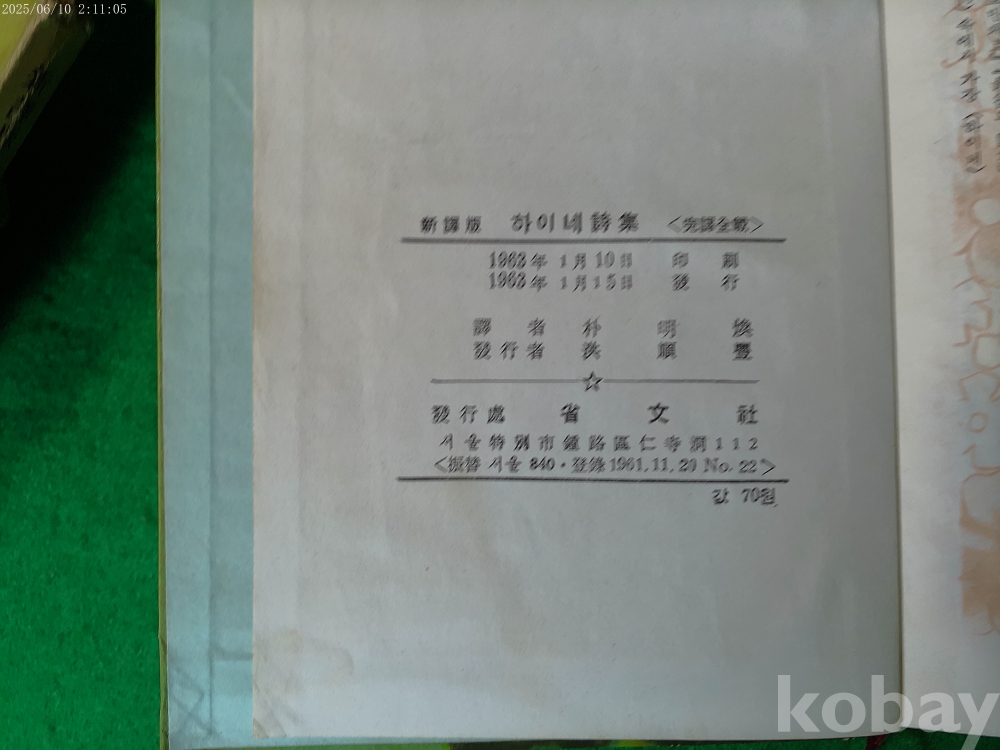 2025/06/10 2:11:05
新譯版 하이네詩集 <完譯全譯>
1963年 1月10日 印刷
1963年 1月15日 發行
譯者 朴明煥
發行者 洪順豐
☆
發行處 省文社
서울特別市鍾路區仁寺洞112
<振替 서울 840·登錄 1961.11.20 No.22>
값 70원
kobay